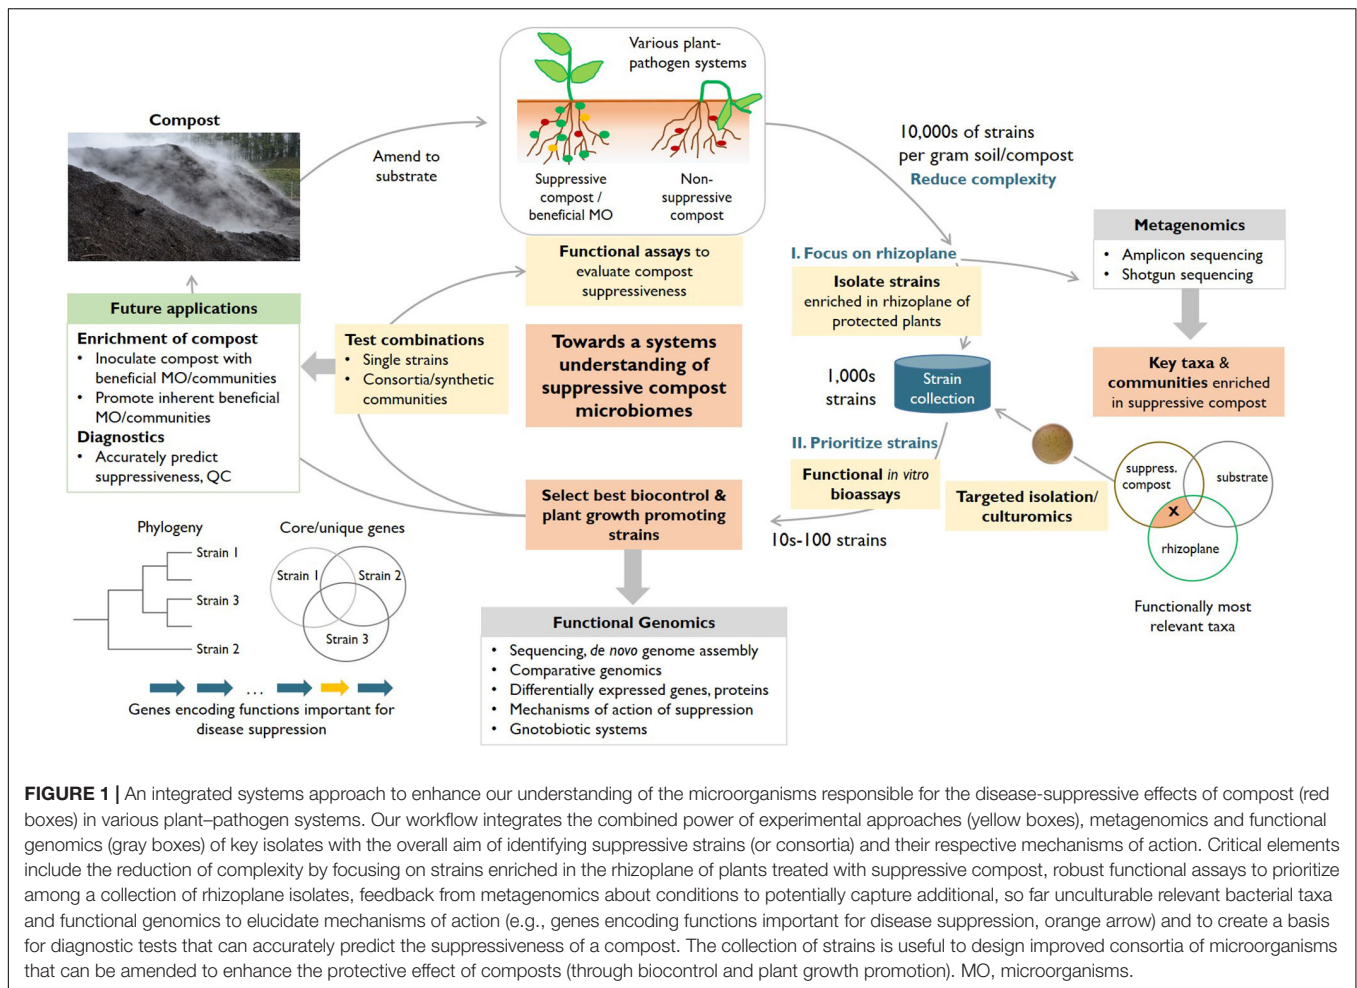 Various plant-
pathogen systems
Compost
Amend to
substrate
Suppressive
compost /
beneficial MO
Non-
suppressive
compost
10,000s of strains
per gram soil/compost
Reduce complexity
Functional assays to
evaluate compost
suppressiveness
I. Focus on rhizoplane
Isolate strains
enriched in rhizoplane of
protected plants
Metagenomics
• Amplicon sequencing
• Shotgun sequencing
Future applications
Enrichment of compost
• Inoculate compost with
beneficial MO/communities
• Promote inherent beneficial
MO/communities
Diagnostics
• Accurately predict
suppressiveness, QC
Test combinations
• Single strains
• Consortia/synthetic
communities
Towards a systems
understanding of
suppressive compost
microbiomes
1,000s
strains
Strain
collection
Key taxa &
communities enriched
in suppressive compost
II. Prioritize strains
Functional in vitro
bioassays
Targeted isolation/
culturomics
suppress.
compost
substrate
X
rhizoplane
Functionally most
relevant taxa
Select best biocontrol &
plant growth promoting
strains
10s-100 strains
Phylogeny
Strain 1
Strain 3
Strain 2
Core/unique genes
Strain 1
Strain 2
Strain 3
...
Genes encoding functions important for
disease suppression
Functional Genomics
• Sequencing, de novo genome assembly
• Comparative genomics
• Differentially expressed genes, proteins
• Mechanisms of action of suppression
• Gnotobiotic systems
FIGURE 1 | An integrated systems approach to enhance our understanding of the microorganisms responsible for the disease-suppressive effects of compost (red
boxes) in various plant–pathogen systems. Our workflow integrates the combined power of experimental approaches (yellow boxes), metagenomics and functional
genomics (gray boxes) of key isolates with the overall aim of identifying suppressive strains (or consortia) and their respective mechanisms of action. Critical elements
include the reduction of complexity by focusing on strains enriched in the rhizoplane of plants treated with suppressive compost, robust functional assays to prioritize
among a collection of rhizoplane isolates, feedback from metagenomics about conditions to potentially capture additional, so far unculturable relevant bacterial taxa
and functional genomics to elucidate mechanisms of action (e.g., genes encoding functions important for disease suppression, orange arrow) and to create a basis
for diagnostic tests that can accurately predict the suppressiveness of a compost. The collection of strains is useful to design improved consortia of microorganisms
that can be amended to enhance the protective effect of composts (through biocontrol and plant growth promotion). MO, microorganisms.